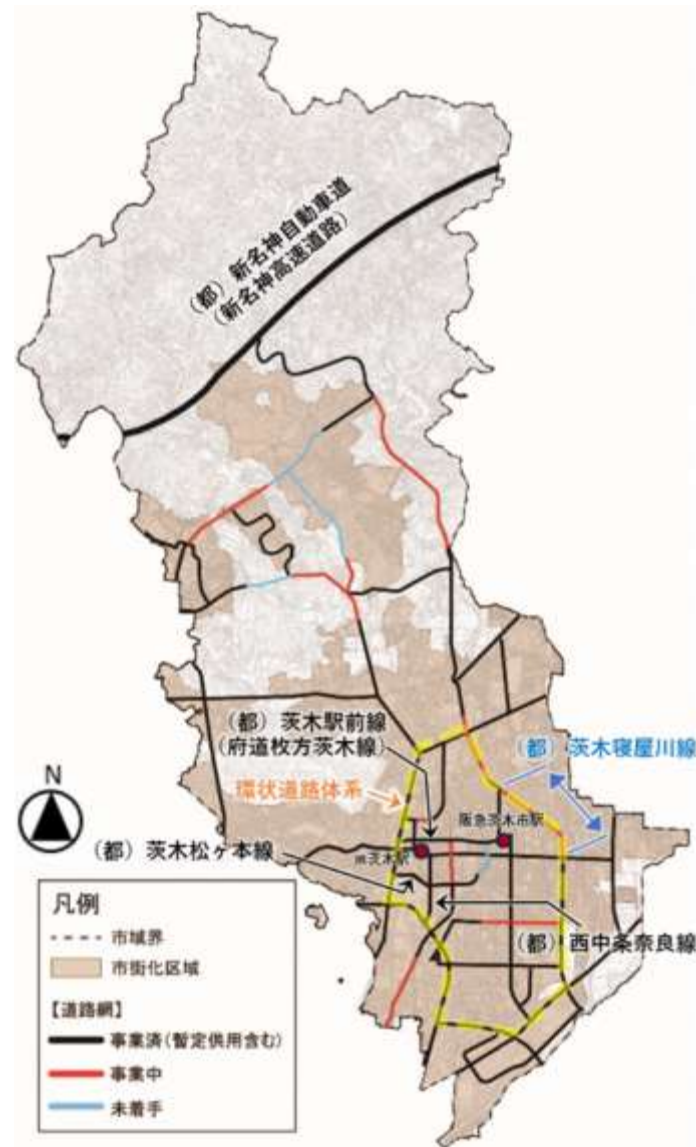 (都) 新名神自動車道
(新名神高速道路)
(都) 茨木駅前線
(府道枚方茨木線)
(都) 茨木寝屋川線
環状道路体系
阪急茨木市駅
N
JR茨木駅
(都) 茨木松ケ本線
(都) 西中条奈良線
凡例
市域界
市街化区域
【道路網】
事業済(暫定供用含む)
事業中
未着手